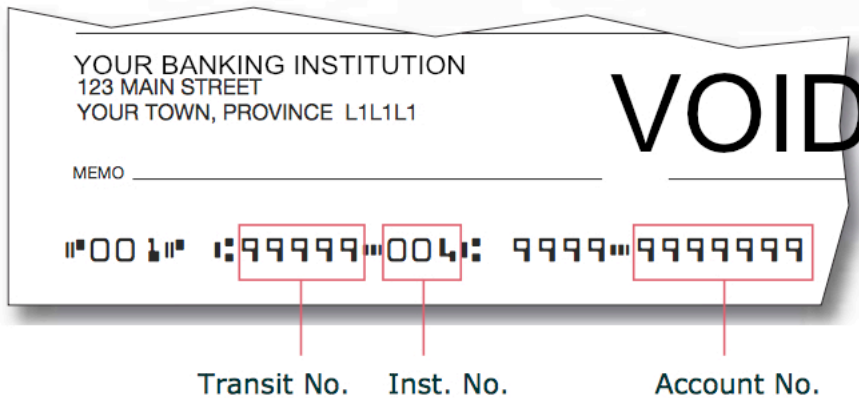 YOUR BANKING INSTITUTION
123 MAIN STREET
YOUR TOWN, PROVINCE L1L1L1
VOID
MEMO
⑈001⑈ ⑆99999⑉004⑆ 9999⑉9999999
Transit No. Inst. No. Account No.